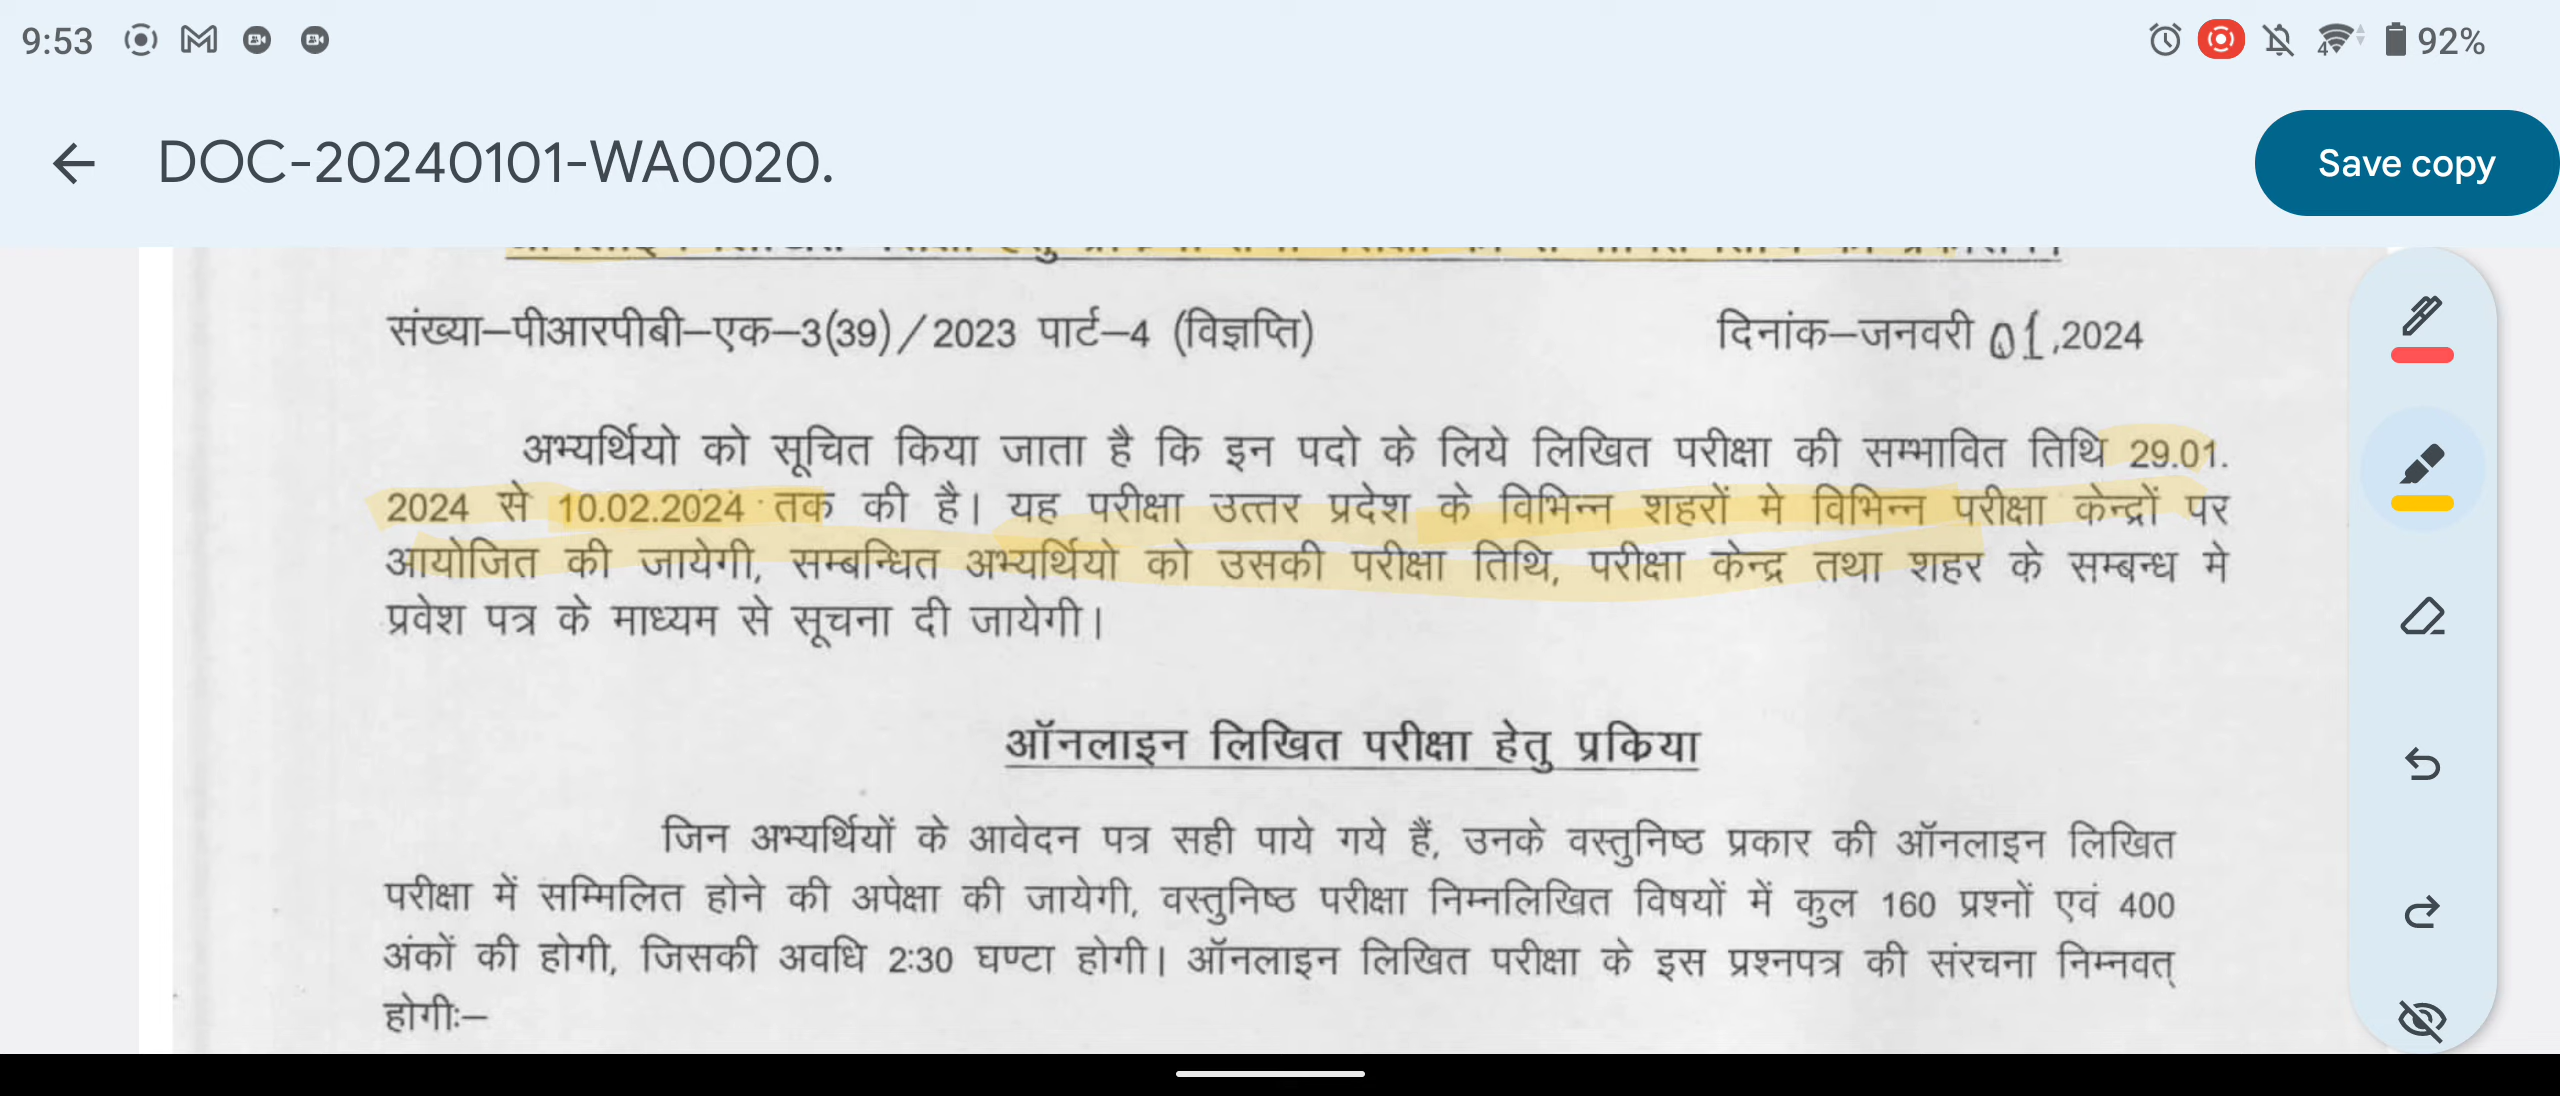 9:53
92%
DOC-20240101-WA0020.
Save copy
संख्या–पीआरपीबी–एक–3(39)/2023 पार्ट–4 (विज्ञप्ति) दिनांक–जनवरी 01,2024
अभ्यर्थियो को सूचित किया जाता है कि इन पदो के लिये लिखित परीक्षा की सम्भावित तिथि 29.01.
2024 से 10.02.2024 तक की है। यह परीक्षा उत्तर प्रदेश के विभिन्न शहरों मे विभिन्न परीक्षा केन्द्रों पर
आयोजित की जायेगी, सम्बन्धित अभ्यर्थियो को उसकी परीक्षा तिथि, परीक्षा केन्द्र तथा शहर के सम्बन्ध मे
प्रवेश पत्र के माध्यम से सूचना दी जायेगी।
ऑनलाइन लिखित परीक्षा हेतु प्रकिया
जिन अभ्यर्थियों के आवेदन पत्र सही पाये गये हैं, उनके वस्तुनिष्ठ प्रकार की ऑनलाइन लिखित
परीक्षा में सम्मिलित होने की अपेक्षा की जायेगी, वस्तुनिष्ठ परीक्षा निम्नलिखित विषयों में कुल 160 प्रश्नों एवं 400
अंकों की होगी, जिसकी अवधि 2:30 घण्टा होगी। ऑनलाइन लिखित परीक्षा के इस प्रश्नपत्र की संरचना निम्नवत्
होगीः–